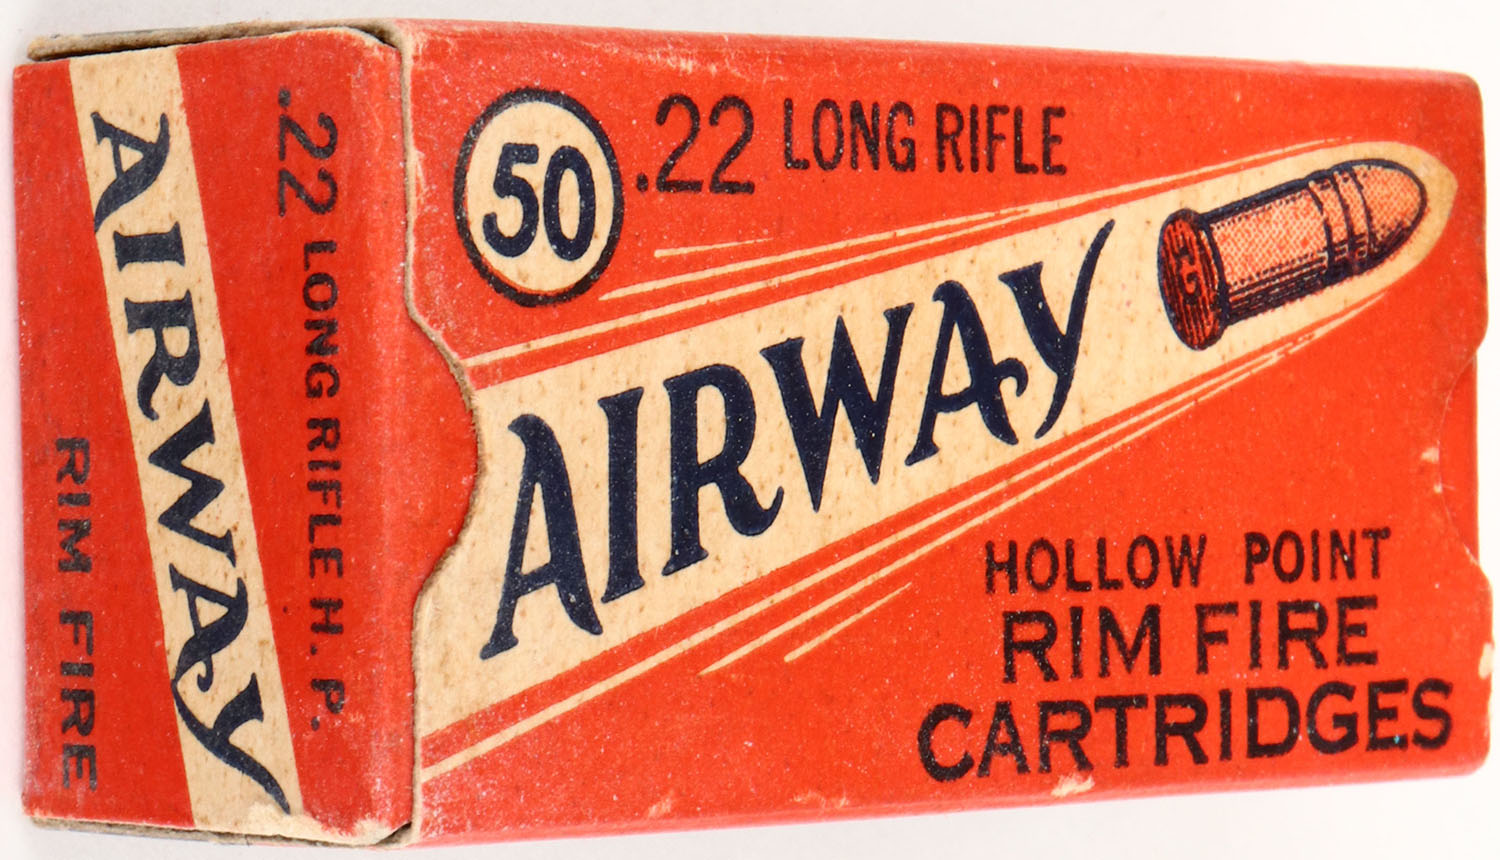 50
.22 LONG RIFLE
AIRWAY
HOLLOW POINT
RIM FIRE
CARTRIDGES
.22 LONG RIFLE H. P.
AIRWAY
RIM FIRE